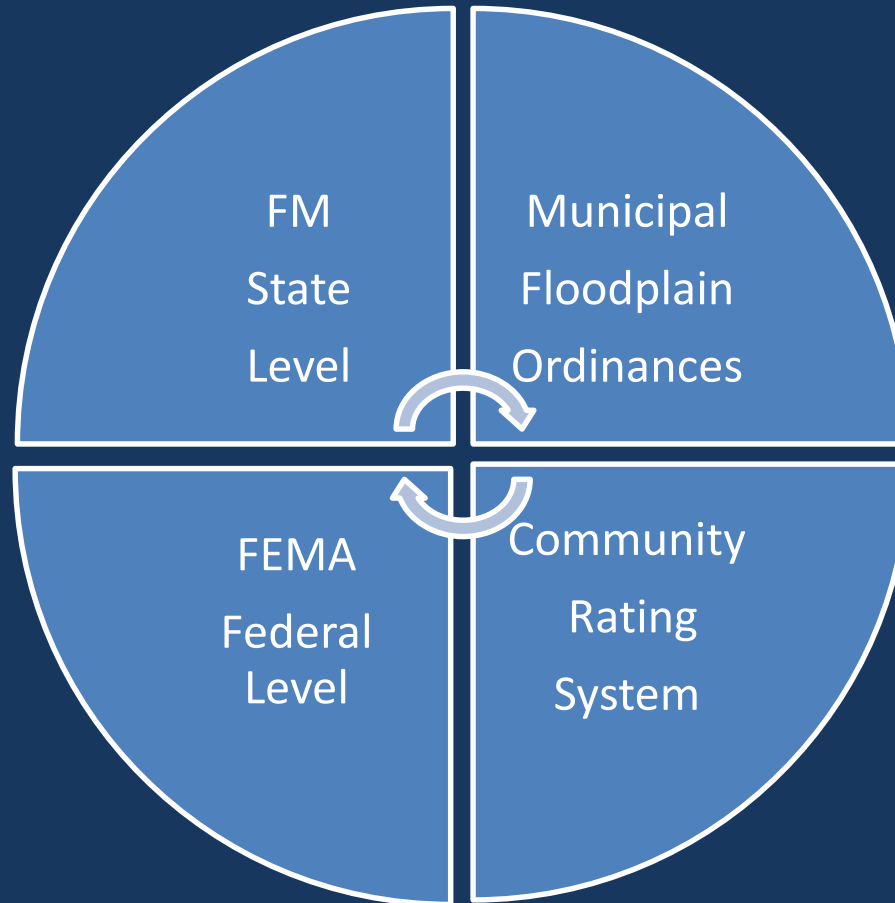 FM
State
Level
Municipal
Floodplain
Ordinances
FEMA
Federal
Level
Community
Rating
System